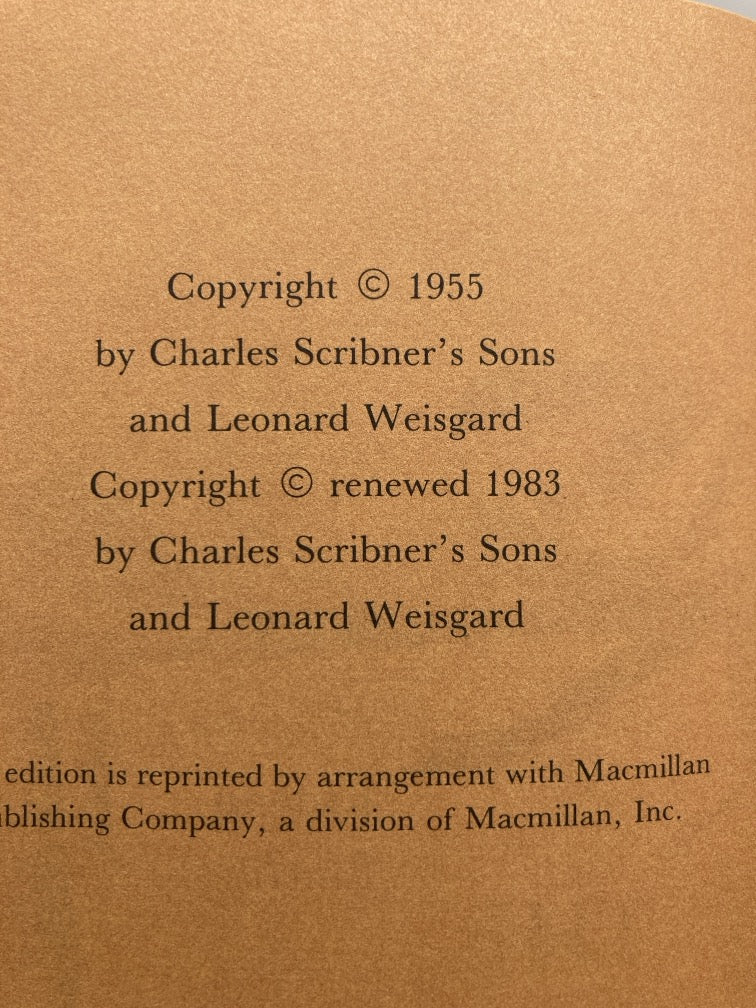 Copyright © 1955
by Charles Scribner's Sons
and Leonard Weisgard
Copyright © renewed 1983
by Charles Scribner's Sons
and Leonard Weisgard
edition is reprinted by arrangement with Macmillan
blishing Company, a division of Macmillan, Inc.